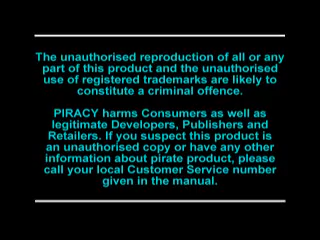 The unauthorised reproduction of all or any
part of this product and the unauthorised
use of registered trademarks are likely to
constitute a criminal offence.
PIRACY harms Consumers as well as
legitimate Developers, Publishers and
Retailers. If you suspect this product is
an unauthorised copy or have any other
information about pirate product, please
call your local Customer Service number
given in the manual.